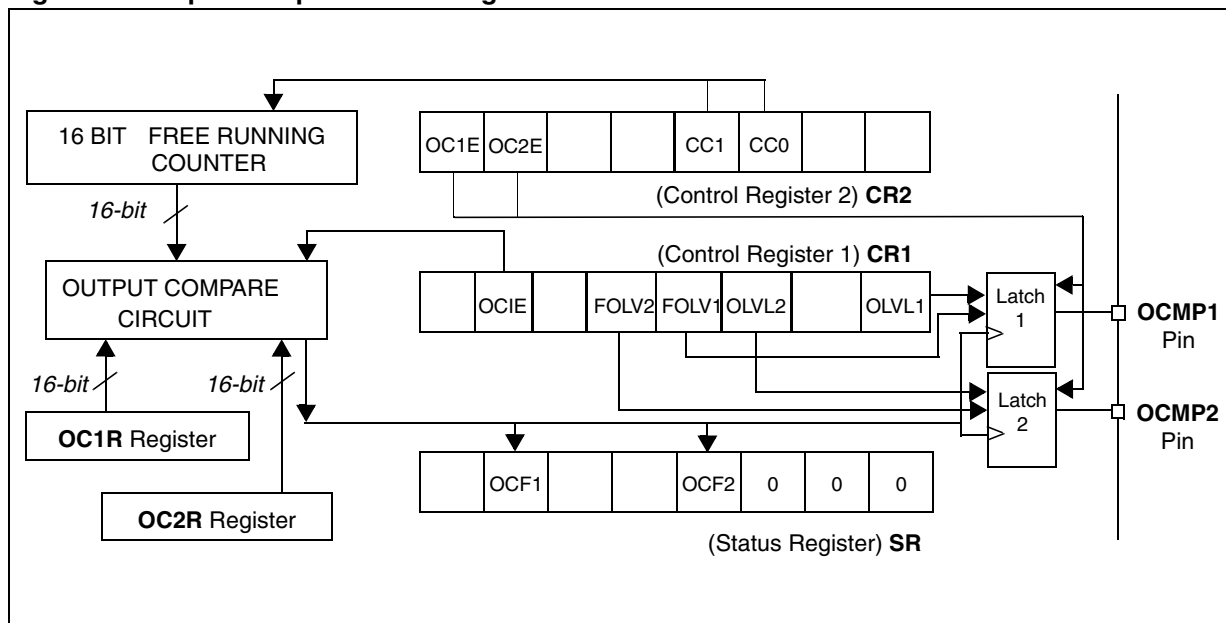 16 BIT FREE RUNNING
COUNTER
16-bit
OUTPUT COMPARE
CIRCUIT
16-bit
16-bit
OC1R Register
OC2R Register
OC1E OC2E CC1 CC0
(Control Register 2) CR2
(Control Register 1) CR1
OCIE FOLV2 FOLV1 OLVL2 OLVL1
OCF1 OCF2 0 0 0
(Status Register) SR
Latch
1
Latch
2
OCMP1
Pin
OCMP2
Pin